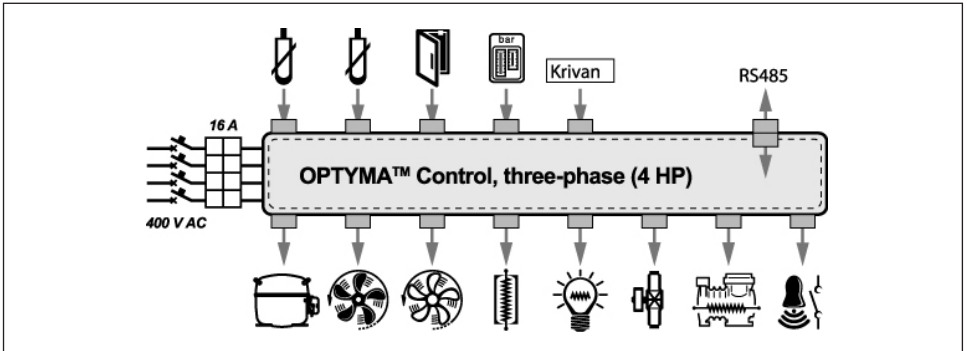 bar
Krivan
RS485
16 A
OPTYMA™ Control, three-phase (4 HP)
400 V AC